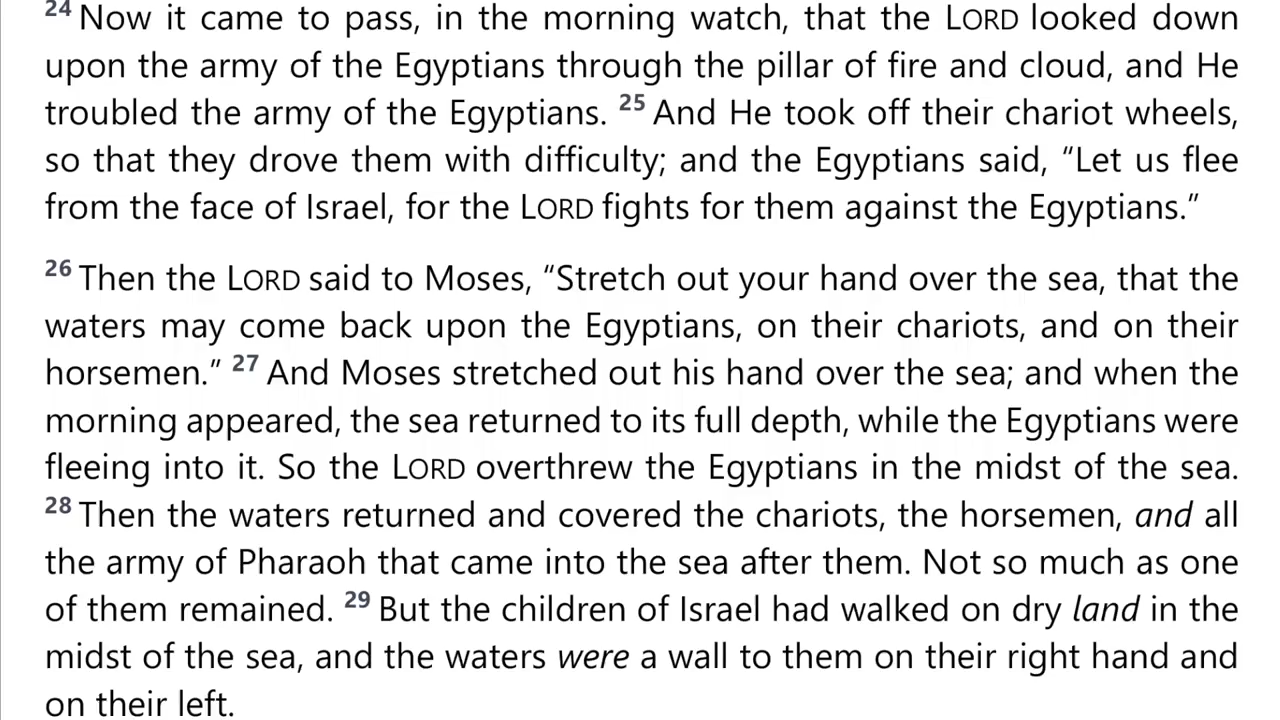 24 Now it came to pass, in the morning watch, that the LORD looked down
upon the army of the Egyptians through the pillar of fire and cloud, and He
troubled the army of the Egyptians. 25 And He took off their chariot wheels,
so that they drove them with difficulty; and the Egyptians said, “Let us flee
from the face of Israel, for the LORD fights for them against the Egyptians.”
26 Then the LORD said to Moses, “Stretch out your hand over the sea, that the
waters may come back upon the Egyptians, on their chariots, and on their
horsemen.” 27 And Moses stretched out his hand over the sea; and when the
morning appeared, the sea returned to its full depth, while the Egyptians were
fleeing into it. So the LORD overthrew the Egyptians in the midst of the sea.
28 Then the waters returned and covered the chariots, the horsemen, and all
the army of Pharaoh that came into the sea after them. Not so much as one
of them remained. 29 But the children of Israel had walked on dry land in the
midst of the sea, and the waters were a wall to them on their right hand and
on their left.